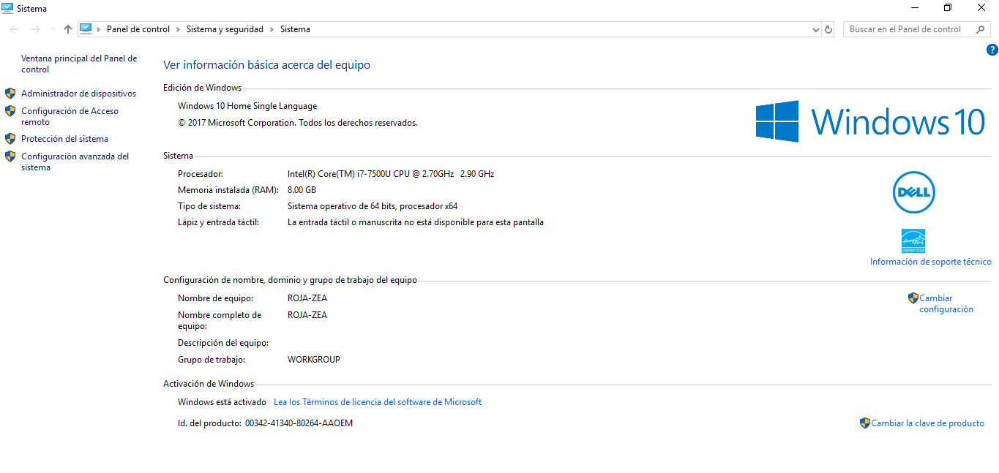 Sistema
Panel de control > Sistema y seguridad > Sistema
Buscar en el Panel de control
?
Ventana principal del Panel de
control
Administrador de dispositivos
Configuración de Acceso
remoto
Protección del sistema
Configuración avanzada del
sistema
Ver información básica acerca del equipo
Edición de Windows
Windows 10 Home Single Language
© 2017 Microsoft Corporation. Todos los derechos reservados.
Windows 10
Sistema
Procesador: Intel(R) Core(TM) i7-7500U CPU @ 2.70GHz 2.90 GHz
Memoria instalada (RAM): 8.00 GB
Tipo de sistema: Sistema operativo de 64 bits, procesador x64
Lápiz y entrada táctil: La entrada táctil o manuscrita no está disponible para esta pantalla
DELL
energy
ENERGY STAR
Información de soporte técnico
Configuración de nombre, dominio y grupo de trabajo del equipo
Nombre de equipo: ROJA-ZEA
Nombre completo de ROJA-ZEA
equipo:
Descripción del equipo:
Grupo de trabajo: WORKGROUP
Cambiar
configuración
Activación de Windows
Windows está activado Lea los Términos de licencia del software de Microsoft
Id. del producto: 00342-41340-80264-AAOEM
Cambiar la clave de producto